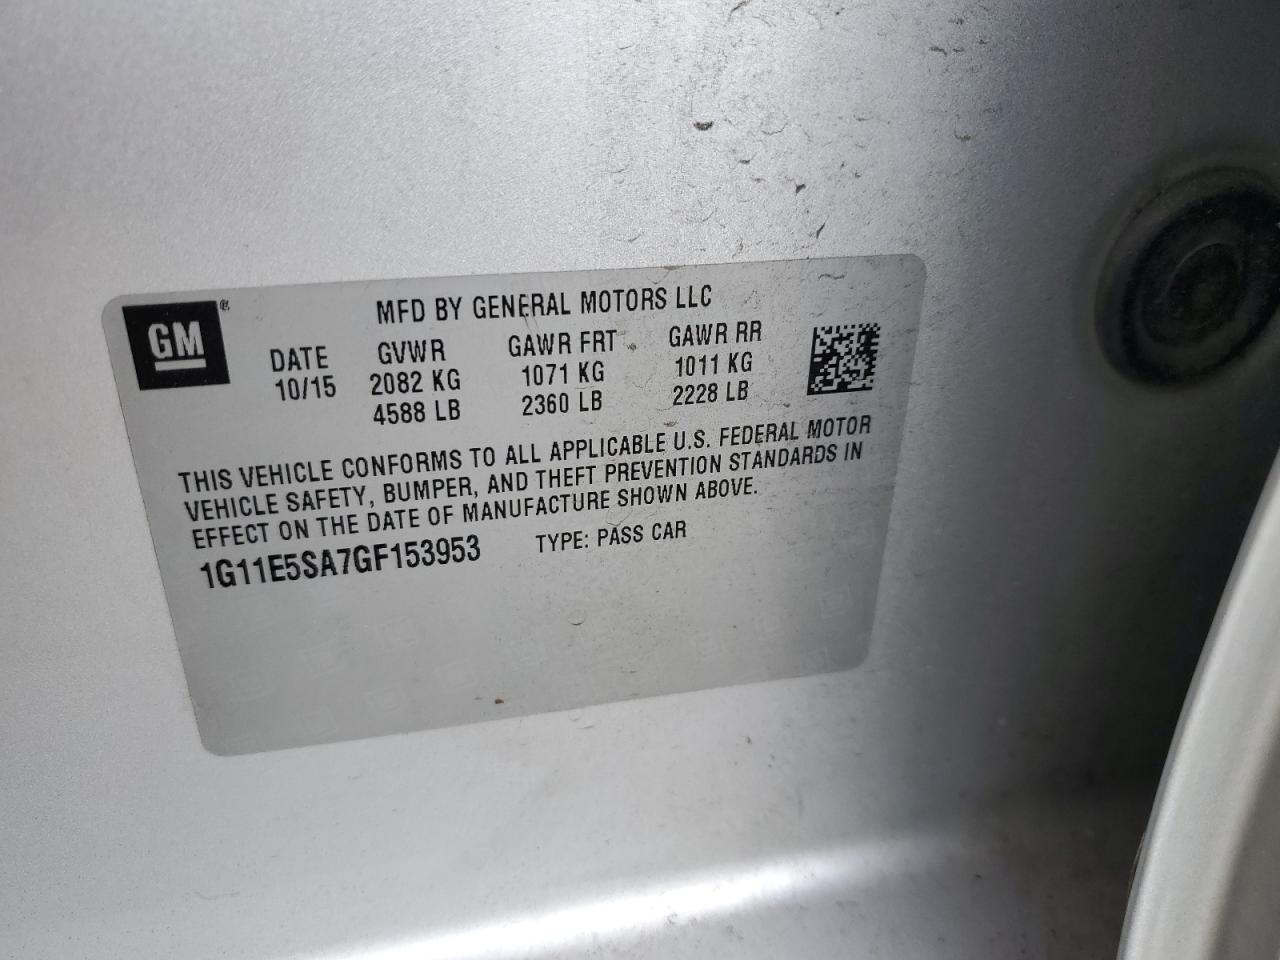 GM®
MFD BY GENERAL MOTORS LLC
DATE GVWR GAWR FRT GAWR RR
10/15 2082 KG 1071 KG 1011 KG
4588 LB 2360 LB 2228 LB
THIS VEHICLE CONFORMS TO ALL APPLICABLE U.S. FEDERAL MOTOR
VEHICLE SAFETY, BUMPER, AND THEFT PREVENTION STANDARDS IN
EFFECT ON THE DATE OF MANUFACTURE SHOWN ABOVE.
1G11E5SA7GF153953 TYPE: PASS CAR